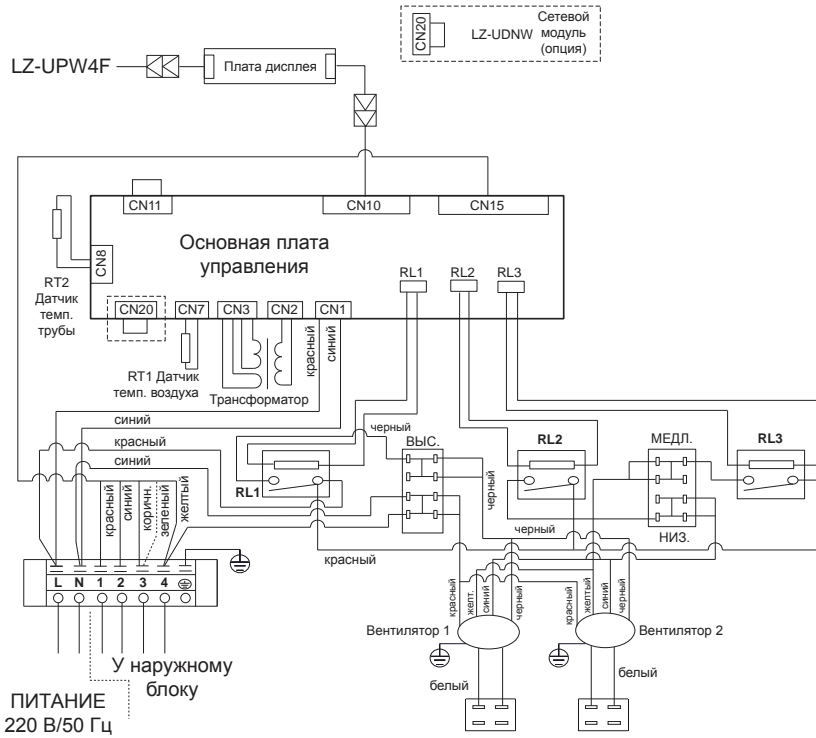 CN20
LZ-UDNW
Сетевой
модуль
(опция)
LZ-UPW4F
Плата дисплея
CN11
CN10
CN15
Основная плата
управления
CN8
RT2
Датчик
темп.
трубы
RL1
RL2
RL3
CN20
CN7
CN3
CN2
CN1
RT1 Датчик
темп. воздуха
Трансформатор
красный
синий
синий
красный
синий
черный
ВЫС.
RL1
RL2
МЕДЛ.
RL3
НИЗ.
черный
черный
черный
красный
красный
синий
коричн.
зеленый
желтый
L N 1 2 3 4
красный
желт.
синий
черный
красный
желтый
синий
черный
Вентилятор 1
Вентилятор 2
белый
белый
У наружному
блоку
ПИТАНИЕ
220 В/50 Гц